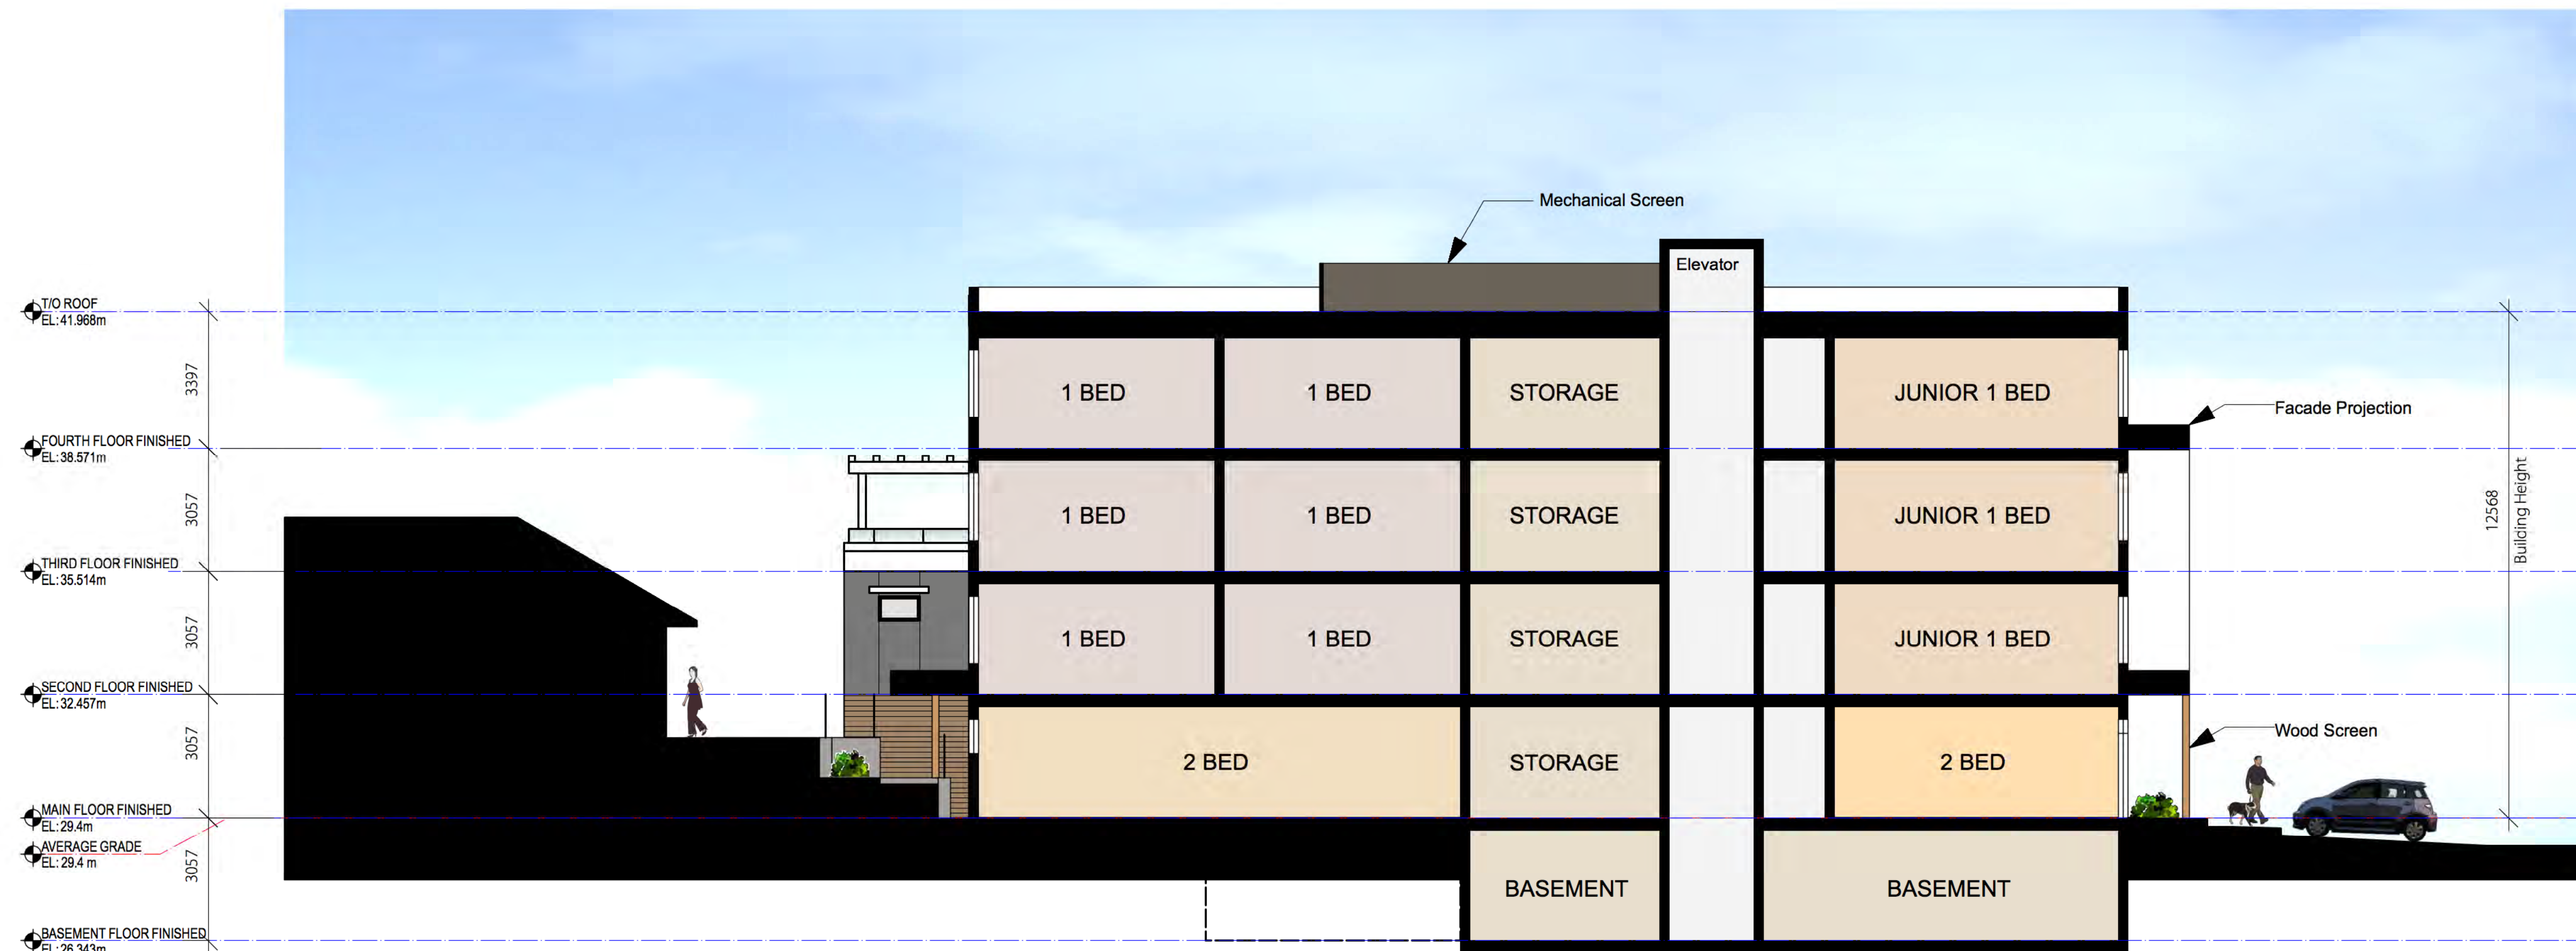 Mechanical Screen
Elevator
T/O ROOF
EL: 41.968m
3397
1 BED
1 BED
STORAGE
JUNIOR 1 BED
Facade Projection
FOURTH FLOOR FINISHED
EL: 38.571m
3057
1 BED
1 BED
STORAGE
JUNIOR 1 BED
12568
Building Height
THIRD FLOOR FINISHED
EL: 35.514m
3057
1 BED
1 BED
STORAGE
JUNIOR 1 BED
SECOND FLOOR FINISHED
EL: 32.457m
3057
2 BED
STORAGE
2 BED
Wood Screen
MAIN FLOOR FINISHED
EL: 29.4m
AVERAGE GRADE
EL: 29.4 m
3057
BASEMENT
BASEMENT
BASEMENT FLOOR FINISHED
EL: 26.343m